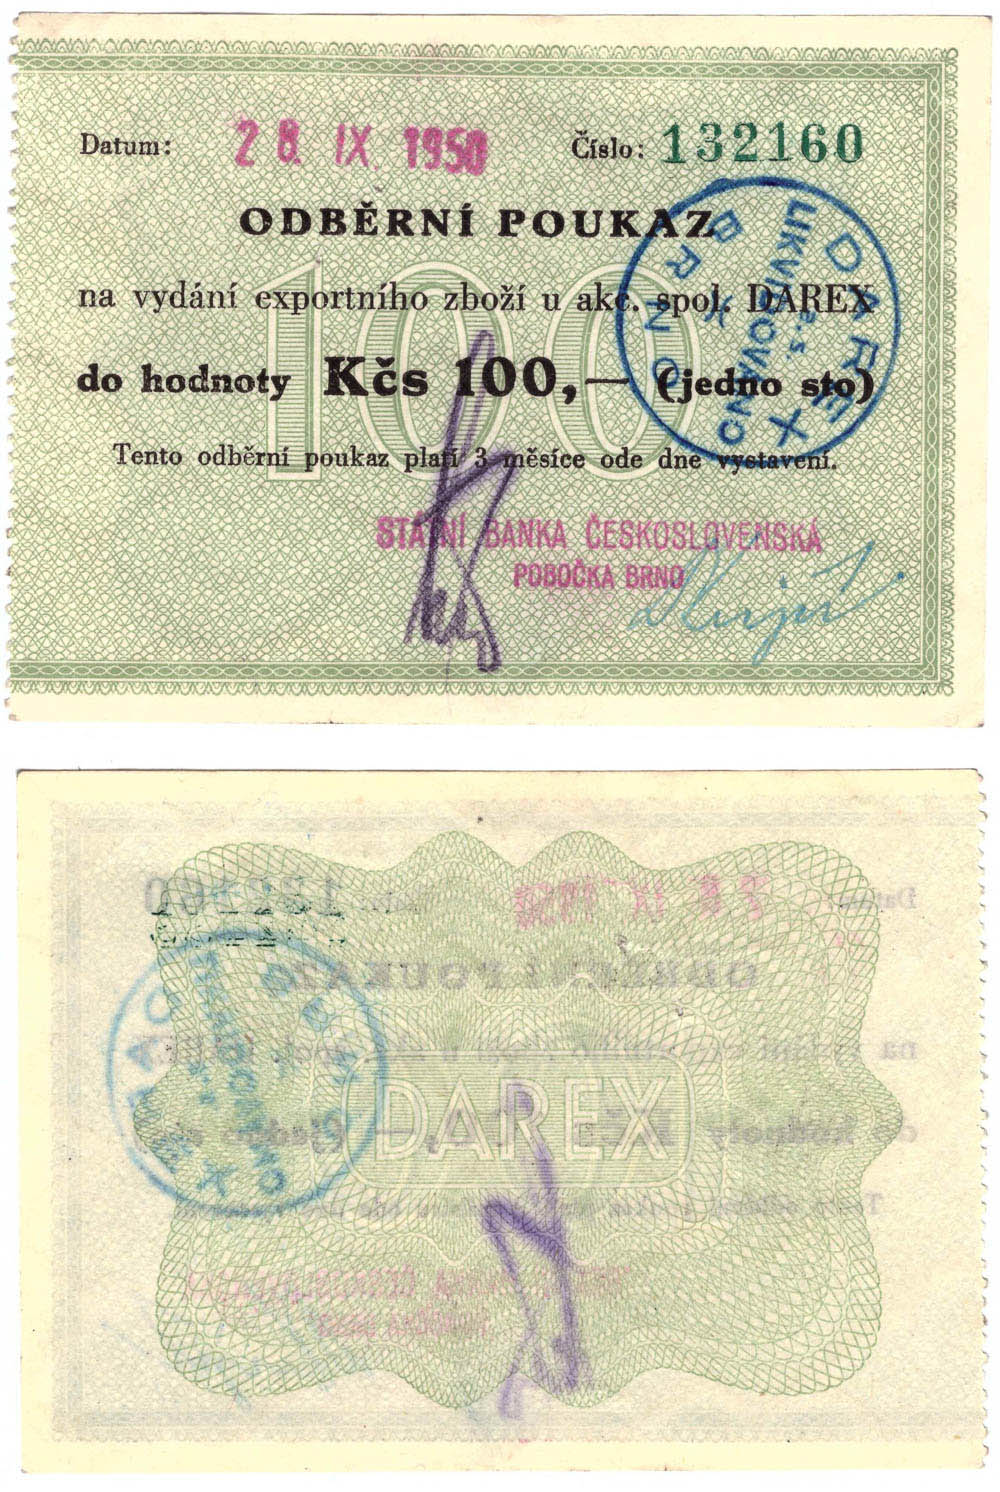 Datum: 28. IX. 1950 Číslo: 132160
ODBĚRNÍ POUKAZ
na vydání exportního zboží u akc. spol. DAREX
do hodnoty Kčs 100,— (jedno sto)
Tento odběrní poukaz platí 3 měsíce ode dne vystavení.
100
DAREX
a.s.
LIKVIDOVÁNO
BRNO
STÁTNÍ BANKA ČESKOSLOVENSKÁ
POBOČKA BRNO
DAREX